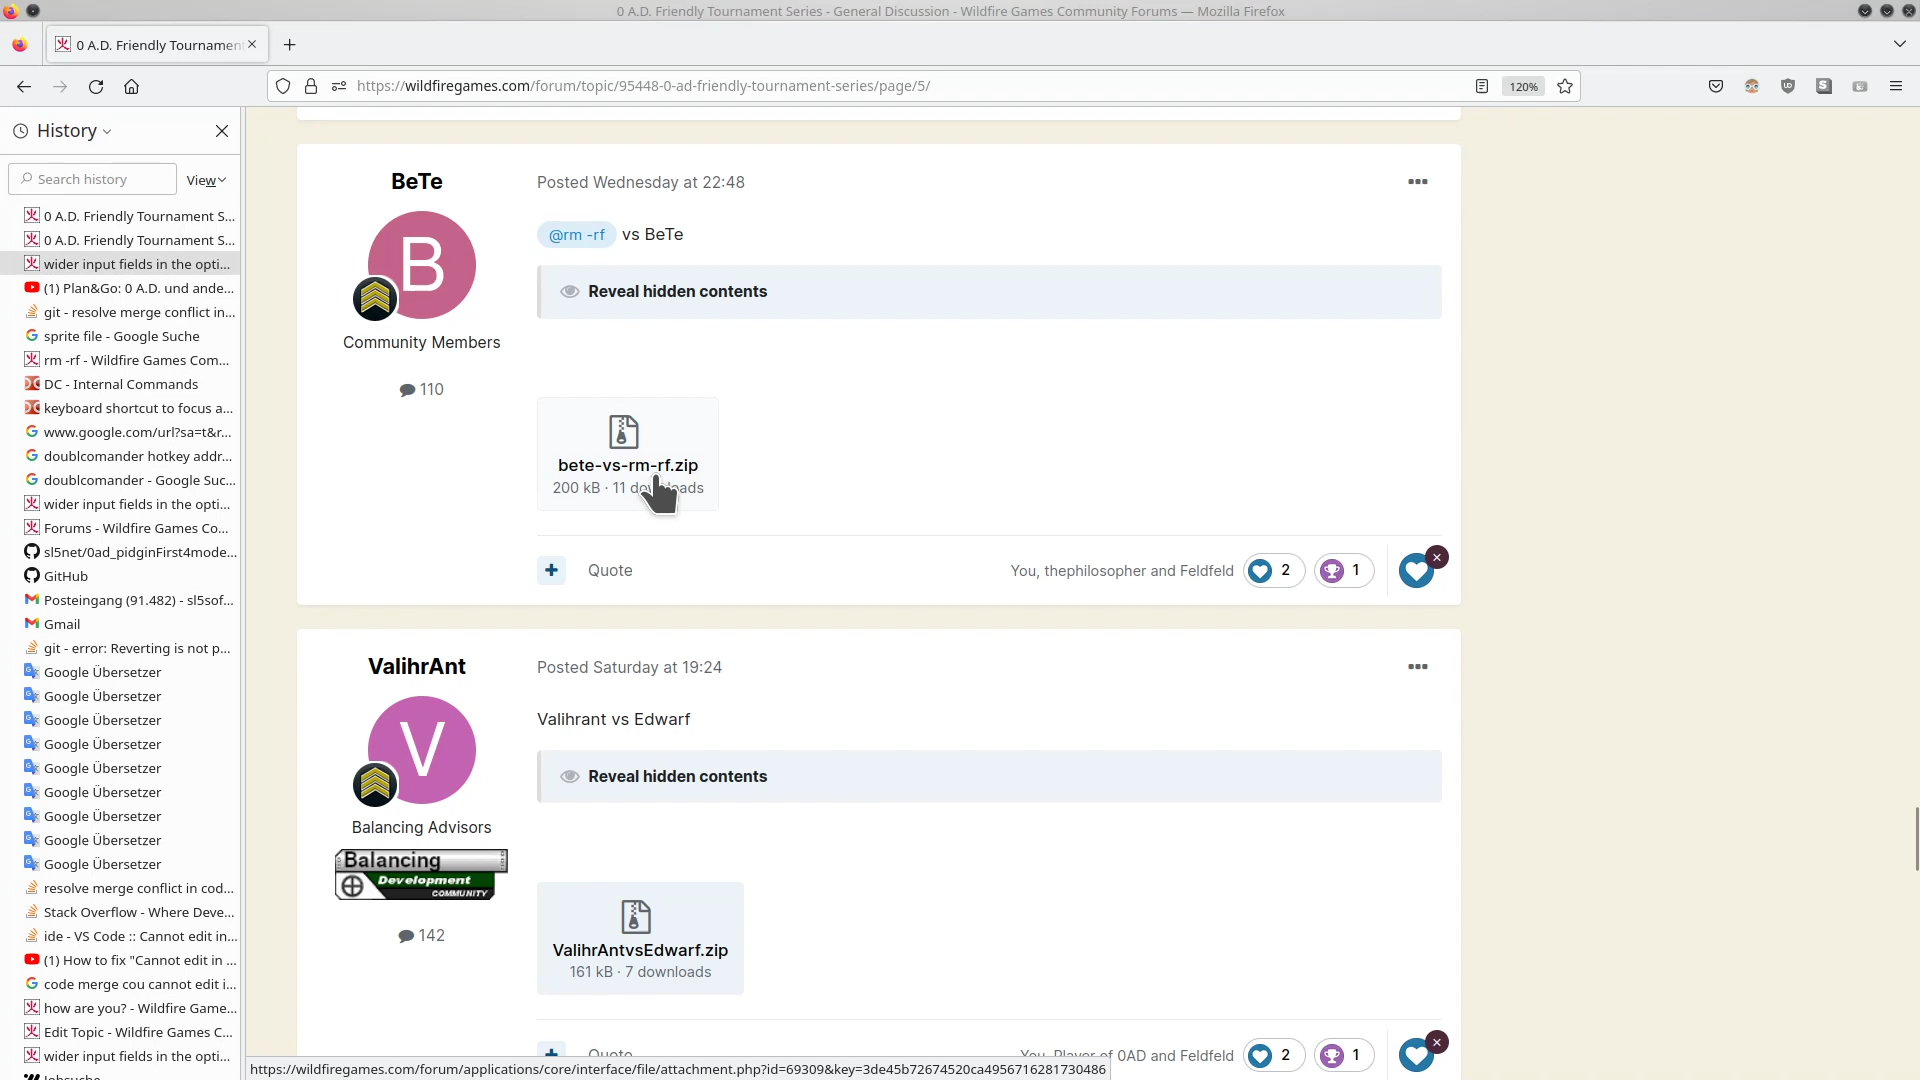 0 A.D. Friendly Tournament Series - General Discussion - Wildfire Games Community Forums — Mozilla Firefox
0 A.D. Friendly Tournamen
https://wildfiregames.com/forum/topic/95448-0-ad-friendly-tournament-series/page/5/
120%
History
Search history
View
0 A.D. Friendly Tournament S...
0 A.D. Friendly Tournament S...
wider input fields in the opti...
(1) Plan&Go: 0 A.D. und ande...
git - resolve merge conflict in...
sprite file - Google Suche
rm -rf - Wildfire Games Com...
DC - Internal Commands
keyboard shortcut to focus a...
www.google.com/url?sa=t&r...
doublcomander hotkey addr...
doublcomander - Google Suc...
wider input fields in the opti...
Forums - Wildfire Games Co...
sl5net/0ad_pidginFirst4mode...
GitHub
Posteingang (91.482) - sl5sof...
Gmail
git - error: Reverting is not p...
Google Übersetzer
Google Übersetzer
Google Übersetzer
Google Übersetzer
Google Übersetzer
Google Übersetzer
Google Übersetzer
Google Übersetzer
Google Übersetzer
resolve merge conflict in cod...
Stack Overflow - Where Deve...
ide - VS Code :: Cannot edit in...
(1) How to fix "Cannot edit in ...
code merge cou cannot edit i...
how are you? - Wildfire Game...
Edit Topic - Wildfire Games C...
wider input fields in the opti...
BeTe
B
Community Members
110
Posted Wednesday at 22:48
@rm -rf vs BeTe
Reveal hidden contents
bete-vs-rm-rf.zip
200 kB · 11
Quote
You, thephilosopher and Feldfeld
2
1
ValihrAnt
V
Balancing Advisors
Balancing
Development
COMMUNITY
142
Posted Saturday at 19:24
Valihrant vs Edwarf
Reveal hidden contents
ValihrAntvsEdwarf.zip
161 kB · 7 downloads
Quote
You, Player of 0AD and Feldfeld
2
1
https://wildfiregames.com/forum/applications/core/interface/file/attachment.php?id=69309&key=3de45b72674520ca4956716281730486